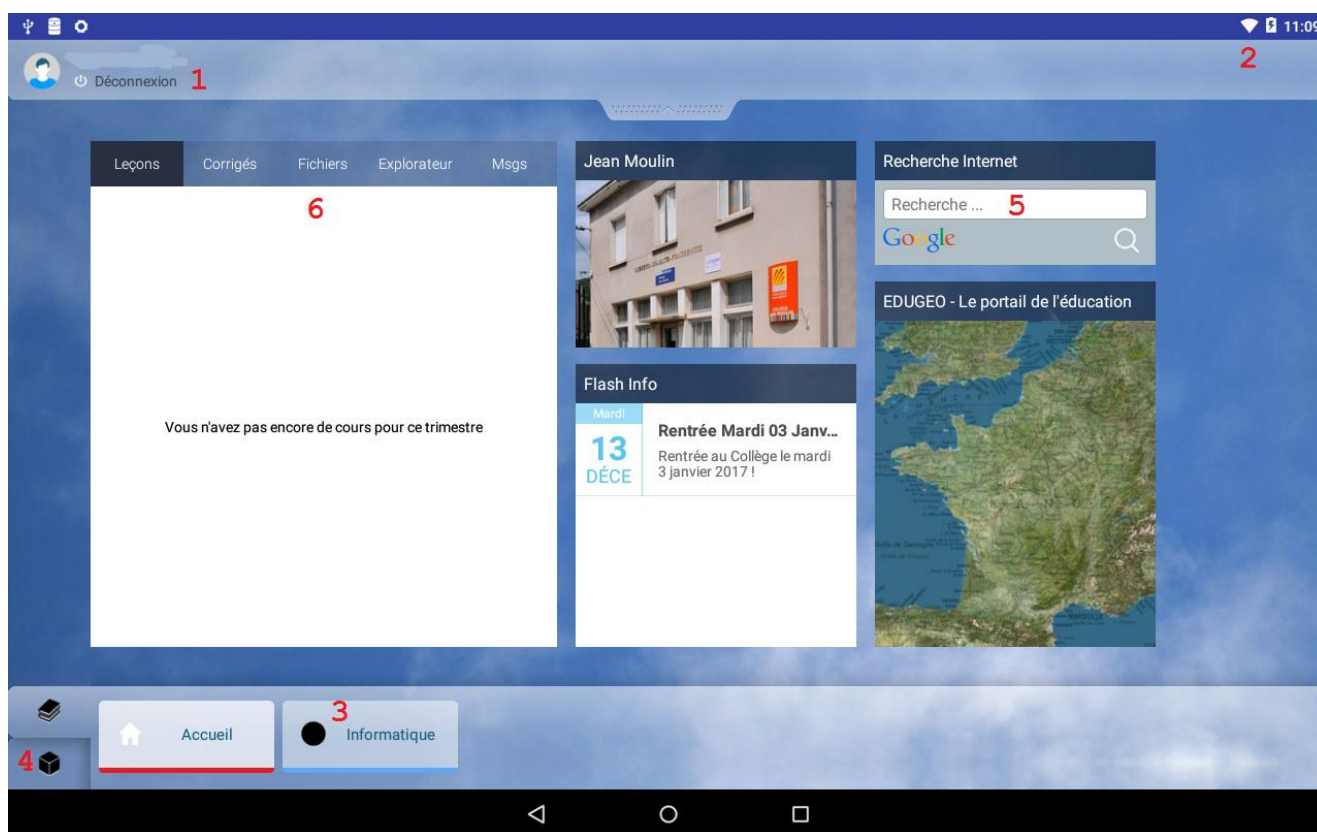 11:09
2
Déconnexion 1
Leçons Corrigés Fichiers Explorateur Msgs
6
Vous n'avez pas encore de cours pour ce trimestre
Jean Moulin
Flash Info
Mardi
13
DÉCE
Rentrée Mardi 03 Janv...
Rentrée au Collège le mardi
3 janvier 2017 !
Recherche Internet
Recherche ... 5
Google
EDUGEO - Le portail de l'éducation
3
Accueil Informatique
4